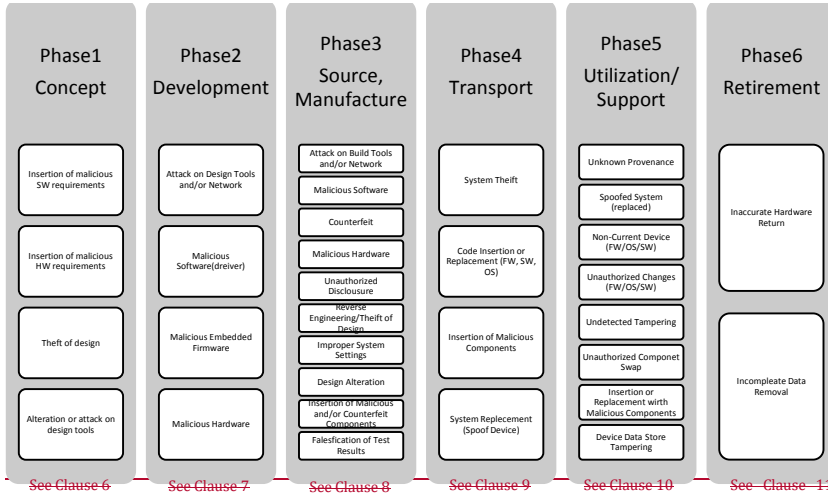 Phase1
Concept
Insertion of malicious
SW requirements
Insertion of malicious
HW requirements
Theft of design
Alteration or attack on
design tools
See Clause 6
Phase2
Development
Attack on Design Tools
and/or Network
Malicious
Software(dreiver)
Malicious Embedded
Firmware
Malicious Hardware
See Clause 7
Phase3
Source,
Manufacture
Attack on Build Tools
and/or Network
Malicious Software
Counterfeit
Malicious Hardware
Unauthorized
Disclousure
Reverse
Engineering/Theift of
Design
Improper System
Settings
Design Alteration
Insertion of Malicious
and/or Counterfeit
Components
Falesfication of Test
Results
See Clause 8
Phase4
Transport
System Theift
Code Insertion or
Replacement (FW, SW,
OS)
Insertion of Malicious
Components
System Replecement
(Spoof Device)
See Clause 9
Phase5
Utilization/
Support
Unknown Provenance
Spoofed System
(replaced)
Non-Current Device
(FW/OS/SW)
Unauthorized Changes
(FW/OS/SW)
Undetected Tampering
Unauthorized Componet
Swap
Insertion or
Replacement wirth
Malicious Components
Device Data Store
Tampering
See Clause 10
Phase6
Retirement
Inaccurate Hardware
Return
Incompleate Data
Removal
See Clause 11